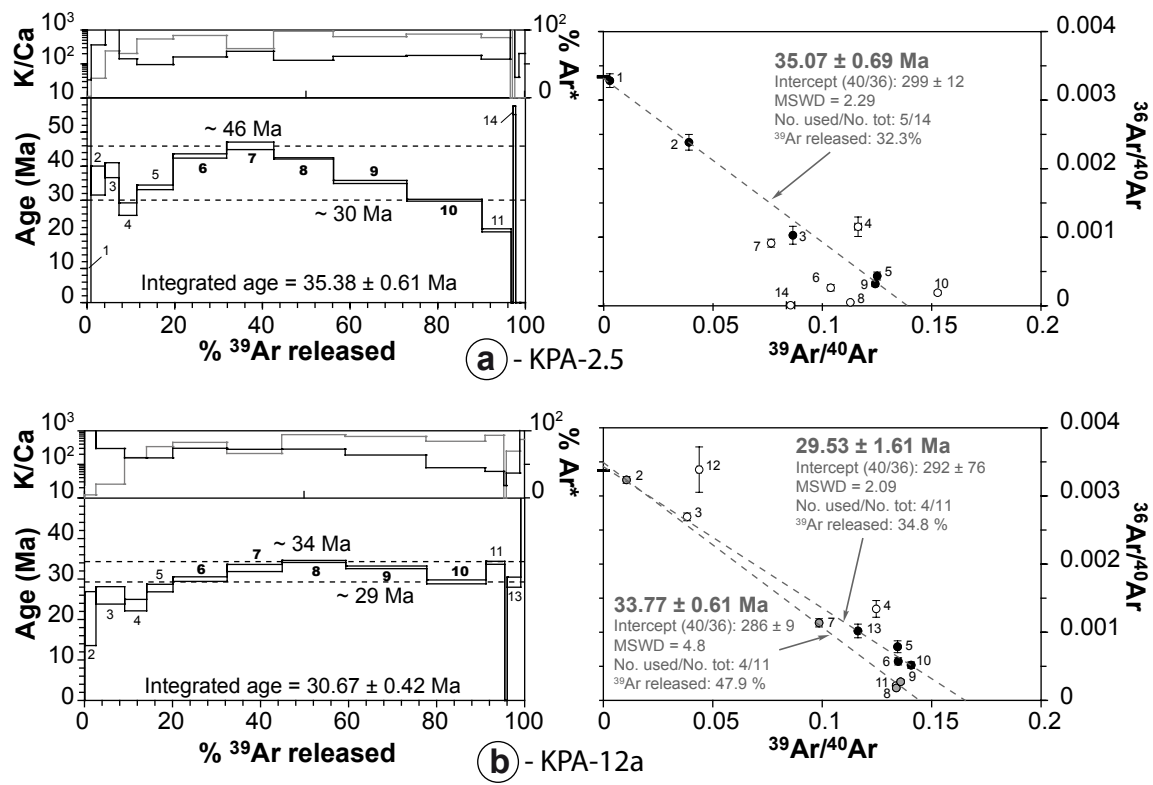 10³
10²
10
K/Ca
10²
0
% Ar*
50
40
30
20
10
0
Age (Ma)
~ 46 Ma
~ 30 Ma
1
2
3
4
5
6
7
8
9
10
11
14
Integrated age = 35.38 ± 0.61 Ma
0 20 40 60 80 100
% ³⁹Ar released
35.07 ± 0.69 Ma
Intercept (40/36): 299 ± 12
MSWD = 2.29
No. used/No. tot: 5/14
³⁹Ar released: 32.3%
1
2
3
4
7
5
6
9
10
8
14
0.004
0.003
0.002
0.001
0
³⁶Ar/⁴⁰Ar
0 0.05 0.1 0.15 0.2
³⁹Ar/⁴⁰Ar
a - KPA-2.5
10³
10²
10
K/Ca
10²
0
% Ar*
40
30
20
10
0
Age (Ma)
~ 34 Ma
~ 29 Ma
2
3
4
5
6
7
8
9
10
11
13
Integrated age = 30.67 ± 0.42 Ma
0 20 40 60 80 100
% ³⁹Ar released
29.53 ± 1.61 Ma
Intercept (40/36): 292 ± 76
MSWD = 2.09
No. used/No. tot: 4/11
³⁹Ar released: 34.8 %
33.77 ± 0.61 Ma
Intercept (40/36): 286 ± 9
MSWD = 4.8
No. used/No. tot: 4/11
³⁹Ar released: 47.9 %
2
12
3
4
7
13
5
6
10
9
11
8
0.004
0.003
0.002
0.001
0
³⁶Ar/⁴⁰Ar
0 0.05 0.1 0.15 0.2
³⁹Ar/⁴⁰Ar
b - KPA-12a